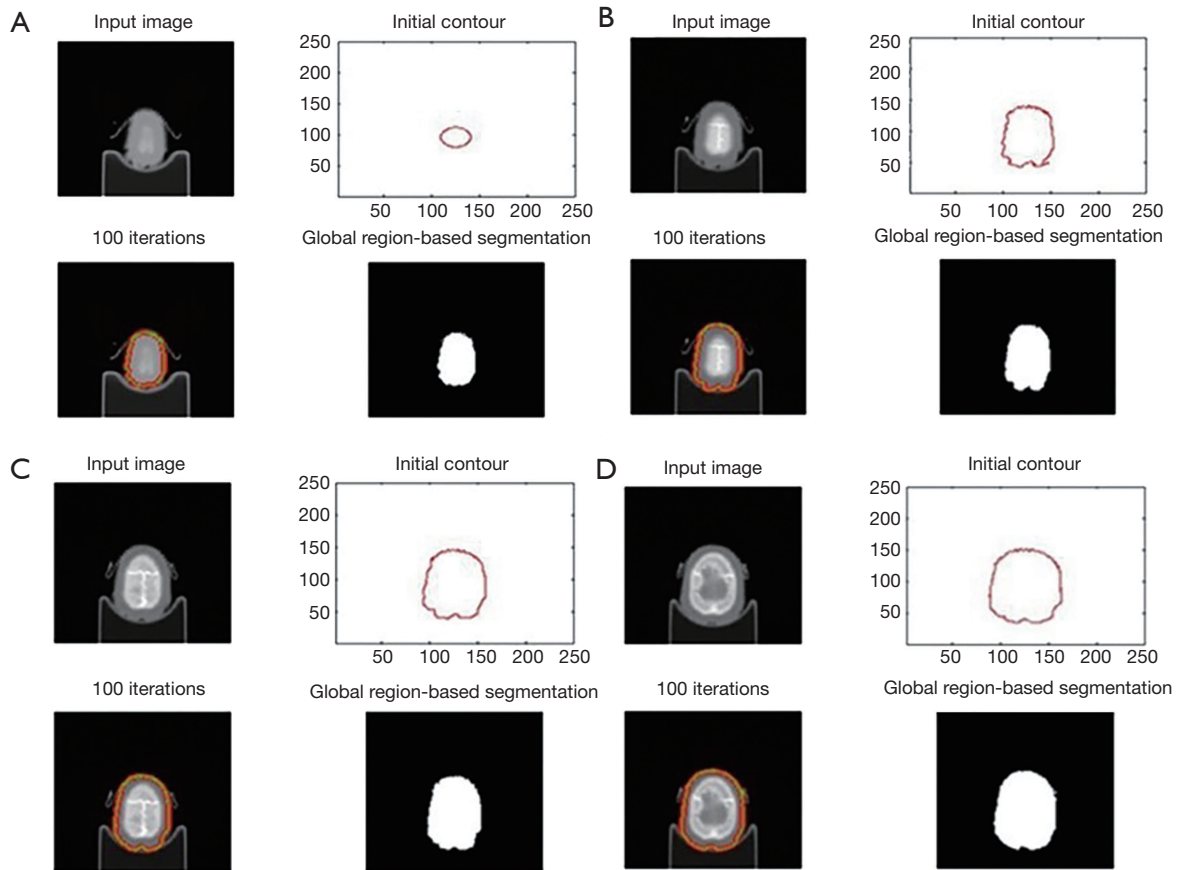 A
Input image
Initial contour
250
200
150
100
50
50 100 150 200 250
100 iterations
Global region-based segmentation
B
Input image
Initial contour
250
200
150
100
50
50 100 150 200 250
100 iterations
Global region-based segmentation
C
Input image
Initial contour
250
200
150
100
50
50 100 150 200 250
100 iterations
Global region-based segmentation
D
Input image
Initial contour
250
200
150
100
50
50 100 150 200 250
100 iterations
Global region-based segmentation